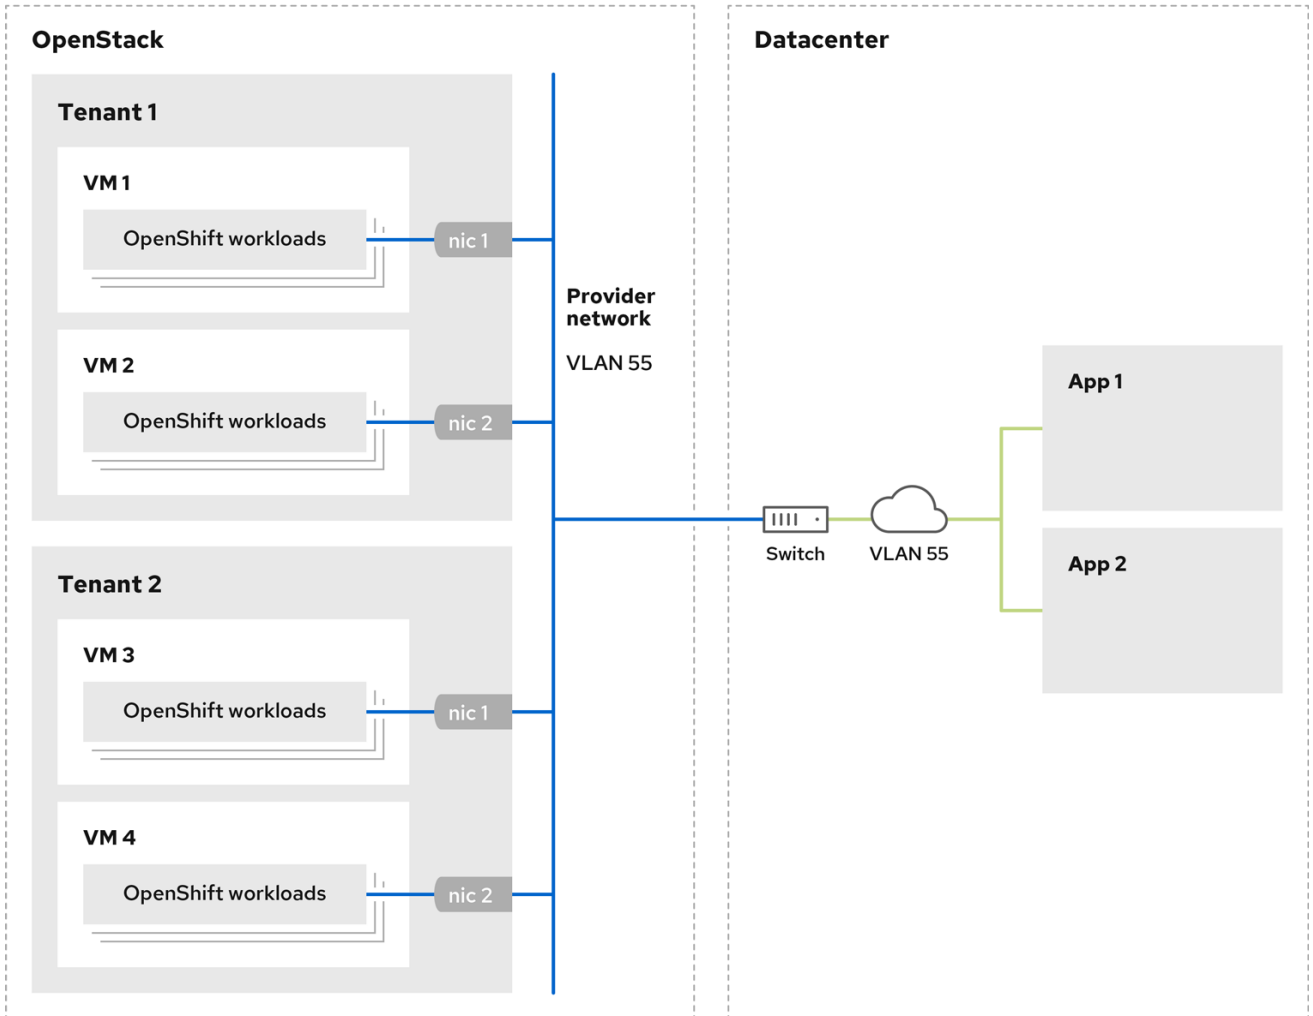 OpenStack
Tenant 1
VM 1
OpenShift workloads
nic 1
VM 2
OpenShift workloads
nic 2
Provider
network
VLAN 55
Tenant 2
VM 3
OpenShift workloads
nic 1
VM 4
OpenShift workloads
nic 2
Datacenter
Switch
VLAN 55
App 1
App 2